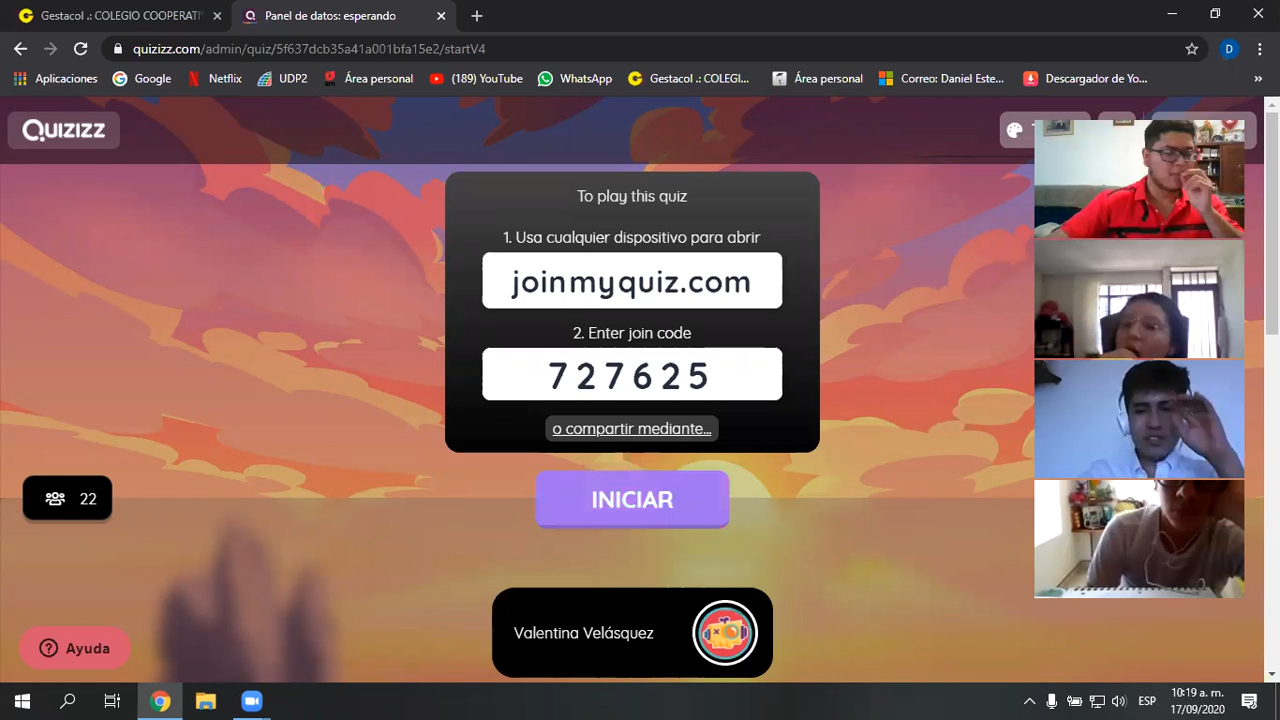 Gestacol .: COLEGIO COOPERATI
Panel de datos: esperando
quizizz.com/admin/quiz/5f637dcb35a41a001bfa15e2/startV4
D
Aplicaciones
Google
Netflix
UDP2
Área personal
(189) YouTube
WhatsApp
Gestacol .: COLEGI...
Área personal
Correo: Daniel Este...
Descargador de Yo...
»
Quizizz
To play this quiz
1. Usa cualquier dispositivo para abrir
joinmyquiz.com
2. Enter join code
727625
o compartir mediante...
22
INICIAR
Valentina Velásquez
Ayuda
ESP
10:19 a. m.
17/09/2020